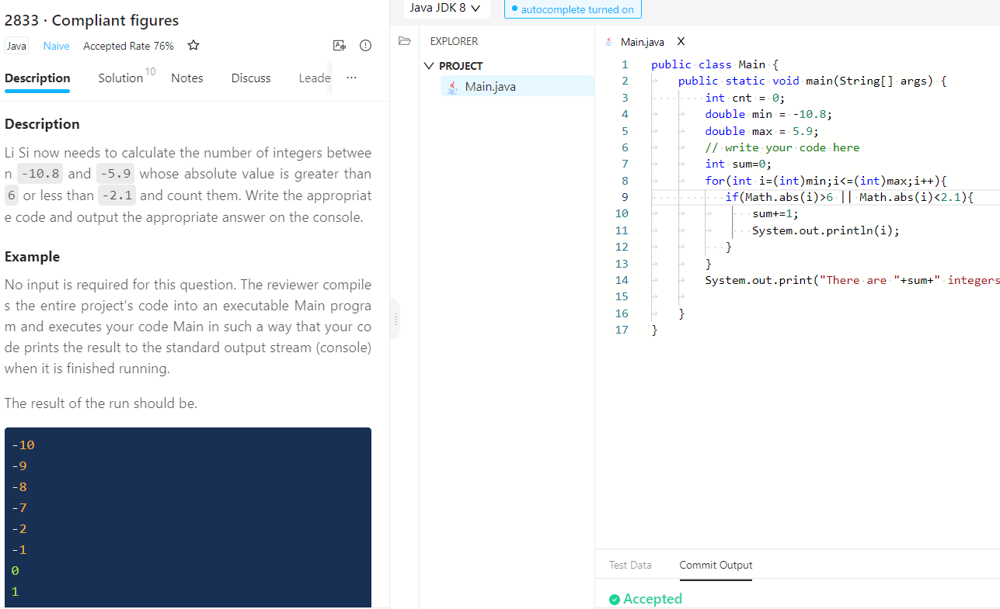 2833 · Compliant figures
Java Naive Accepted Rate 76%
Description Solution 10 Notes Discuss Leade ...
Description
Li Si now needs to calculate the number of integers betwee
n -10.8 and -5.9 whose absolute value is greater than
6 or less than -2.1 and count them. Write the appropriat
e code and output the appropriate answer on the console.
Example
No input is required for this question. The reviewer compile
s the entire project's code into an executable Main progra
m and executes your code Main in such a way that your co
de prints the result to the standard output stream (console)
when it is finished running.
The result of the run should be.
-10
-9
-8
-7
-2
-1
0
1
Java JDK 8
autocomplete turned on
EXPLORER
PROJECT
Main.java
Main.java X
1 public class Main {
2 public static void main(String[] args) {
3 int cnt = 0;
4 double min = -10.8;
5 double max = 5.9;
6 // write your code here
7 int sum=0;
8 for(int i=(int)min;i<=(int)max;i++){
9 if(Math.abs(i)>6 || Math.abs(i)<2.1){
10 sum+=1;
11 System.out.println(i);
12 }
13 }
14 System.out.print("There are "+sum+" integers
15
16 }
17 }
Test Data Commit Output
Accepted